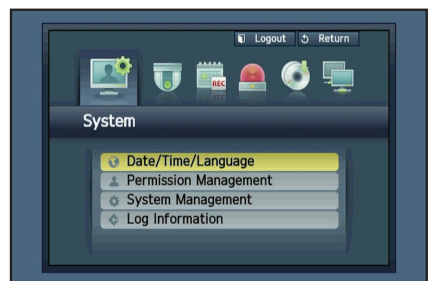 Logout Return
REC
System
Date/Time/Language
Permission Management
System Management
Log Information